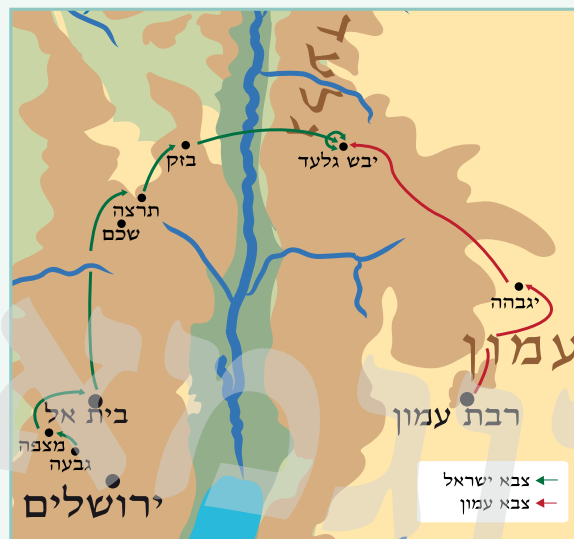 גלעד
בזק
יבש גלעד
תרצה
שכם
יגבהה
עמון
בית אל
רבת עמון
מצפה
גבעה
ירושלים
צבא ישראל
צבא עמון